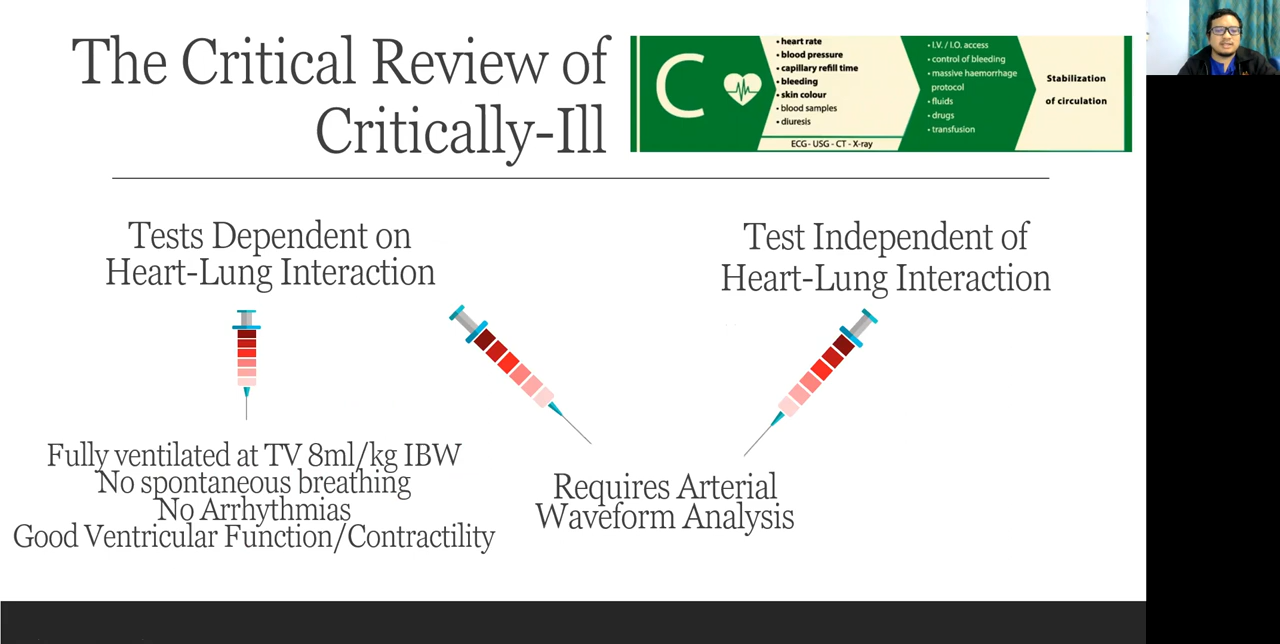 The Critical Review of
Critically-Ill
C
• heart rate
• blood pressure
• capillary refill time
• bleeding
• skin colour
• blood samples
• diuresis
ECG - USG - CT - X-ray
• I.V. / I.O. access
• control of bleeding
• massive haemorrhage
protocol
• fluids
• drugs
• transfusion
Stabilization
of circulation
Tests Dependent on
Heart-Lung Interaction
Test Independent of
Heart-Lung Interaction
Fully ventilated at TV 8ml/kg IBW
No spontaneous breathing
No Arrhythmias
Good Ventricular Function/Contractility
Requires Arterial
Waveform Analysis